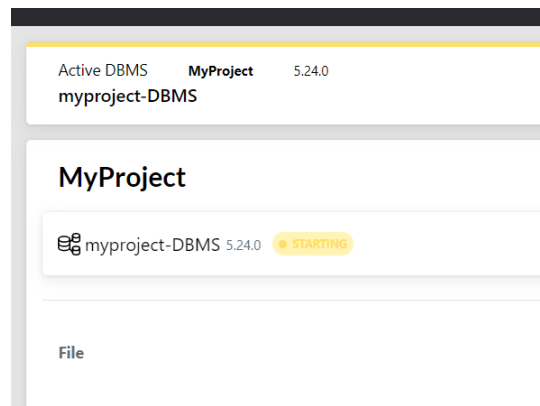 Active DBMS MyProject 5.24.0
myproject-DBMS
MyProject
myproject-DBMS 5.24.0 STARTING
File